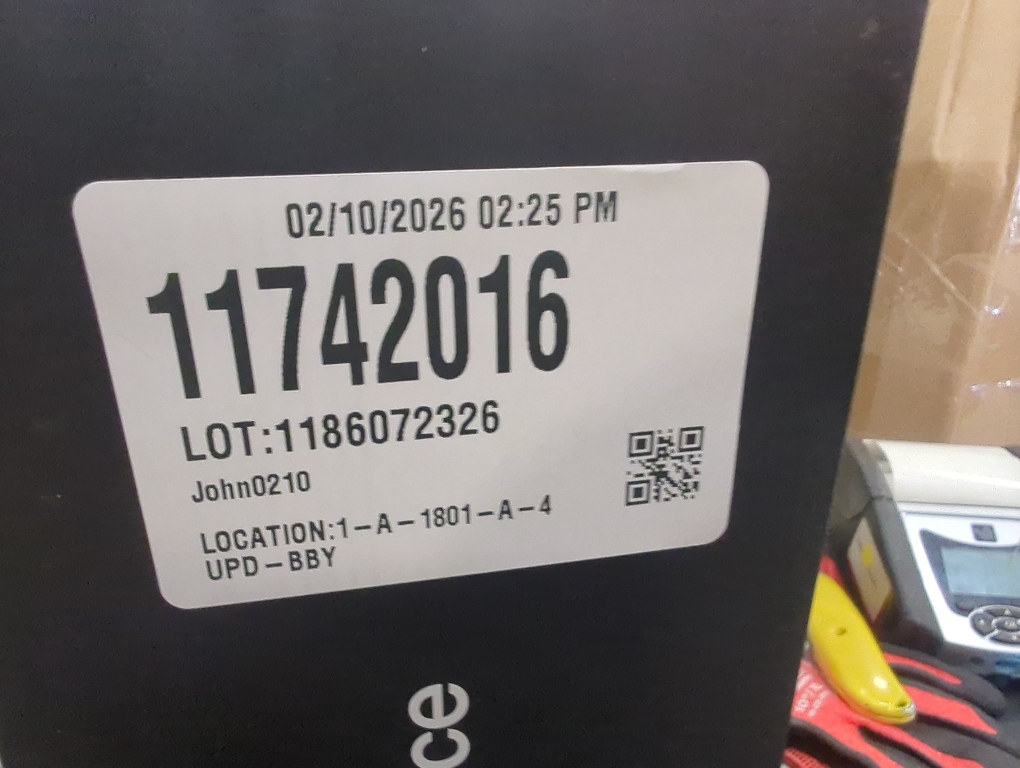 02/10/2026 02:25 PM
11742016
LOT:1186072326
John0210
LOCATION:1-A-1801-A-4
UPD-BBY
ce